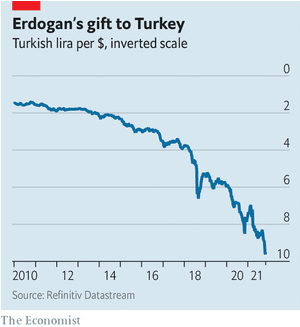 Erdogan's gift to Turkey
Turkish lira per $, inverted scale
0
2
4
6
8
10
2010 12 14 16 18 20 21
Source: Refinitiv Datastream
The Economist